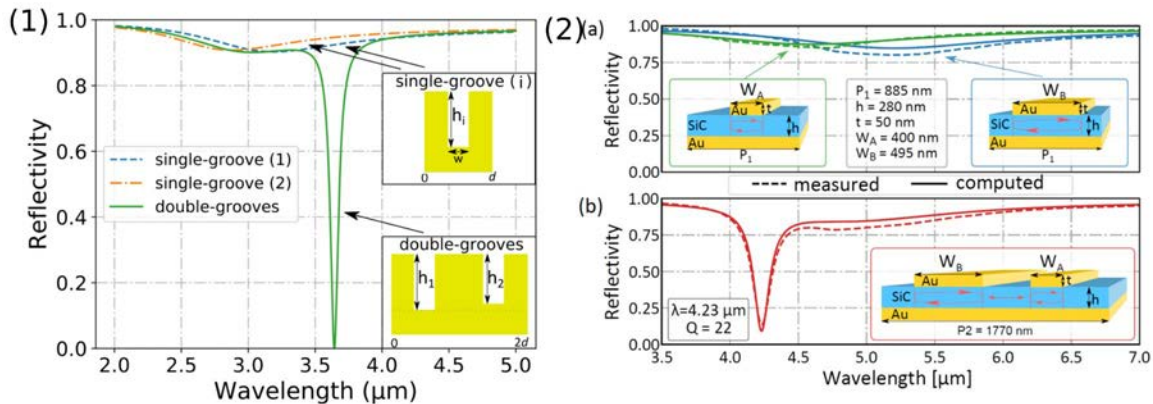 (1)
1.0
0.8
0.6
0.4
0.2
0.0
Reflectivity
2.0 2.5 3.0 3.5 4.0 4.5 5.0
Wavelength (μm)
single-groove (1)
single-groove (2)
double-grooves
single-groove (i)
h_i
w
0 d
double-grooves
h_1 h_2
0 2d
(2)
(a)
1.00
0.75
0.50
0.25
0.00
Reflectivity
W_A
Au t
SiC h
Au
P_1
P_1 = 885 nm
h = 280 nm
t = 50 nm
W_A = 400 nm
W_B = 495 nm
W_B
Au t
SiC h
Au
P_1
measured computed
(b)
1.00
0.75
0.50
0.25
0.00
Reflectivity
λ=4.23 μm
Q = 22
W_B W_A
Au t
SiC h
Au
P2 = 1770 nm
3.5 4.0 4.5 5.0 5.5 6.0 6.5 7.0
Wavelength [μm]